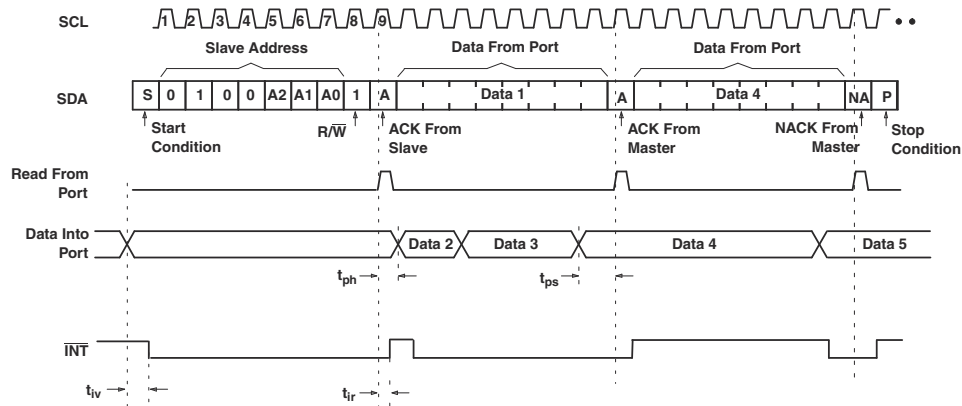 SCL 1 2 3 4 5 6 7 8 9
Slave Address Data From Port Data From Port
SDA S 0 1 0 0 A2 A1 A0 1 A Data 1 A Data 4 NA P
Start
Condition
R/W̅
ACK From
Slave
ACK From
Master
NACK From
Master
Stop
Condition
Read From
Port
Data Into
Port
Data 2 Data 3 Data 4 Data 5
tph tps
I̅N̅T̅
tiv tir